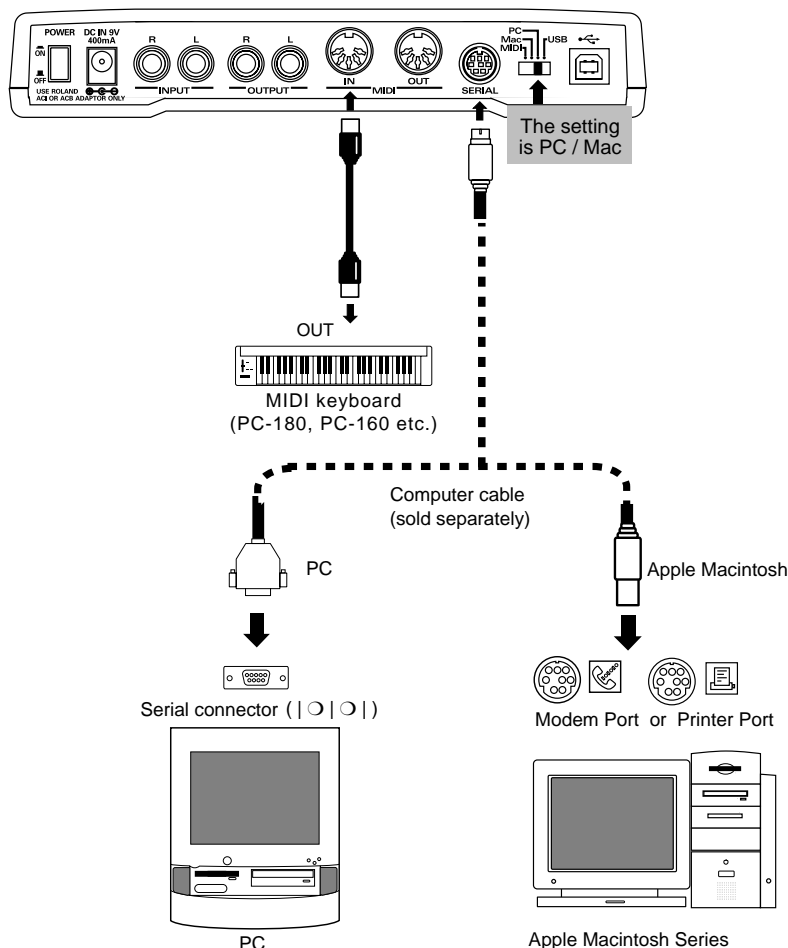 POWER
ON
OFF
DC IN 9V
400mA
USE ROLAND
ACI OR ACB ADAPTOR ONLY
R L
INPUT
R L
OUTPUT
IN OUT
MIDI
SERIAL
PC
Mac
MIDI
USB
The setting
is PC / Mac
OUT
MIDI keyboard
(PC-180, PC-160 etc.)
Computer cable
(sold separately)
PC
Apple Macintosh
Serial connector (|❍|❍|)
Modem Port or Printer Port
PC
Apple Macintosh Series